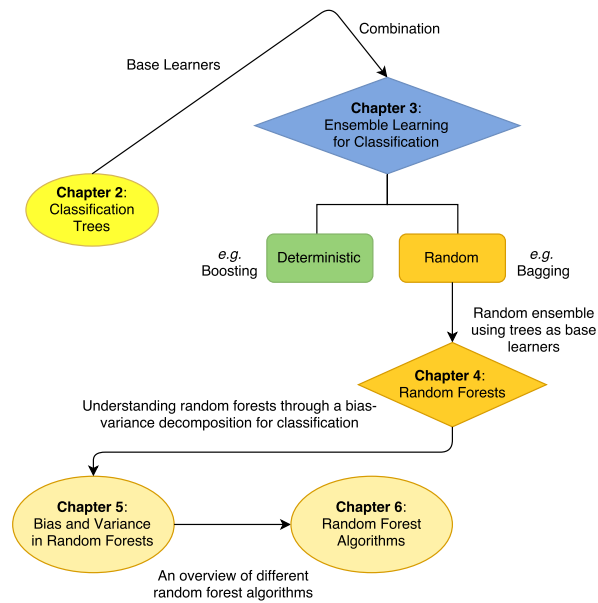 Combination
Base Learners
Chapter 3:
Ensemble Learning
for Classification
Chapter 2:
Classification
Trees
e.g.
Boosting
Deterministic
Random
e.g.
Bagging
Random ensemble
using trees as base
learners
Chapter 4:
Random Forests
Understanding random forests through a bias-
variance decomposition for classification
Chapter 5:
Bias and Variance
in Random Forests
Chapter 6:
Random Forest
Algorithms
An overview of different
random forest algorithms